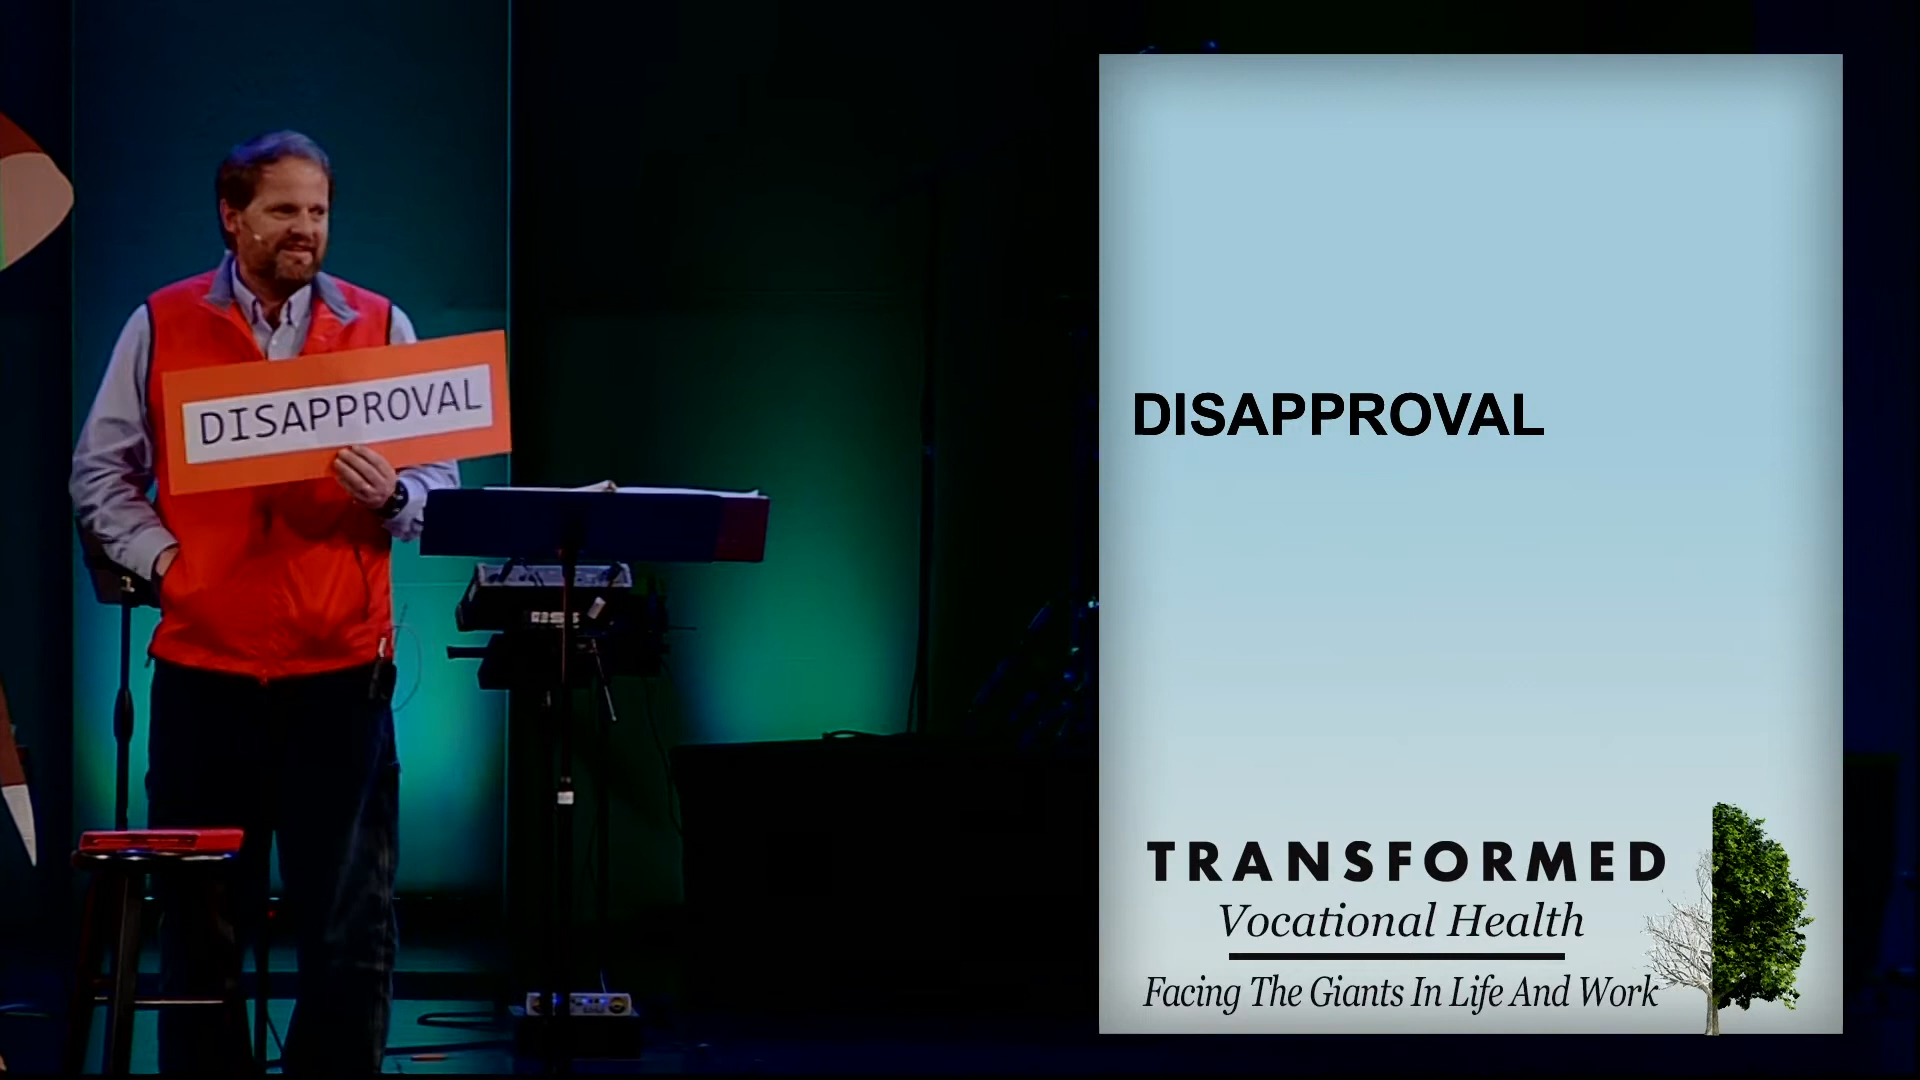 DISAPPROVAL
DISAPPROVAL
TRANSFORMED
Vocational Health
Facing The Giants In Life And Work